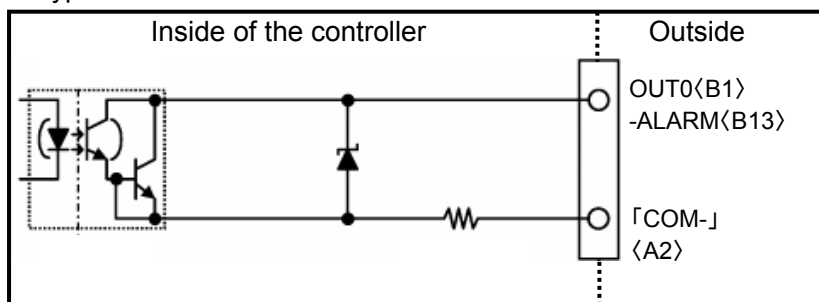 Inside of the controller
Outside
OUT0〈B1〉
-ALARM〈B13〉
「COM-」
〈A2〉